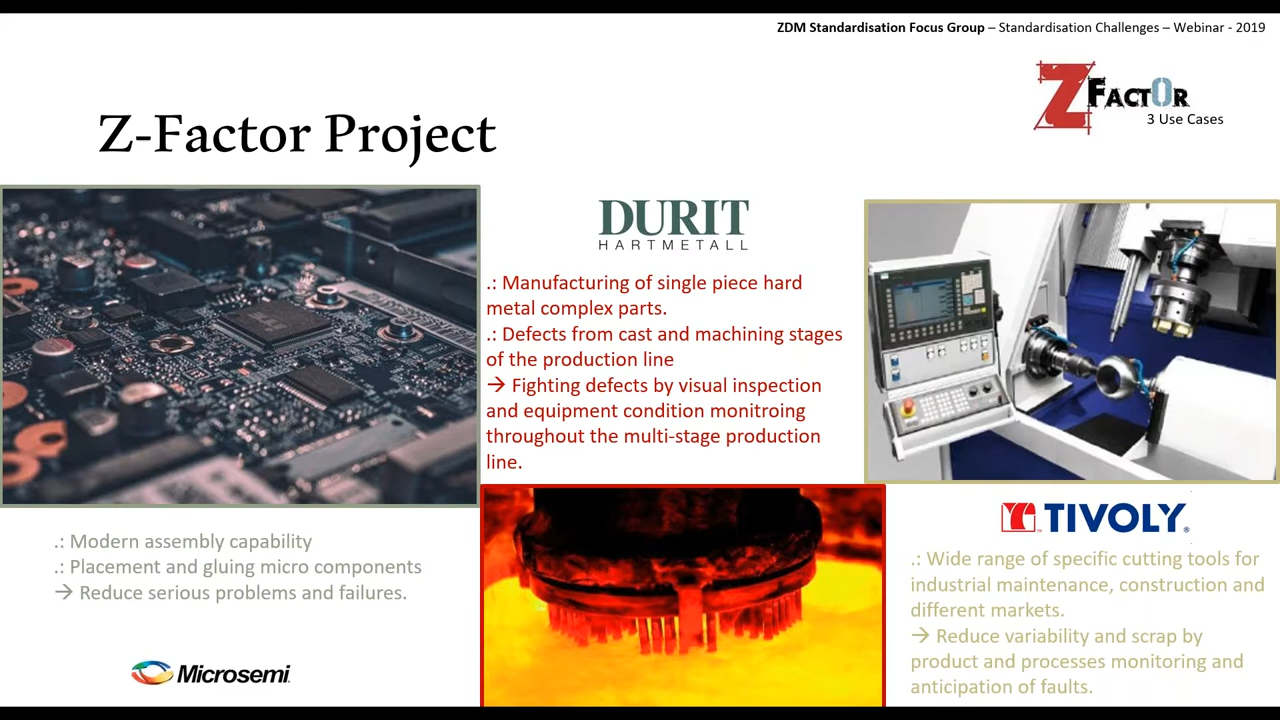 ZDM Standardisation Focus Group – Standardisation Challenges – Webinar - 2019
Z FACTOR
3 Use Cases
Z-Factor Project
DURIT
HARTMETALL
.: Manufacturing of single piece hard
metal complex parts.
.: Defects from cast and machining stages
of the production line
→ Fighting defects by visual inspection
and equipment condition monitroing
throughout the multi-stage production
line.
.: Modern assembly capability
.: Placement and gluing micro components
→ Reduce serious problems and failures.
Microsemi
TIVOLY
.: Wide range of specific cutting tools for
industrial maintenance, construction and
different markets.
→ Reduce variability and scrap by
product and processes monitoring and
anticipation of faults.